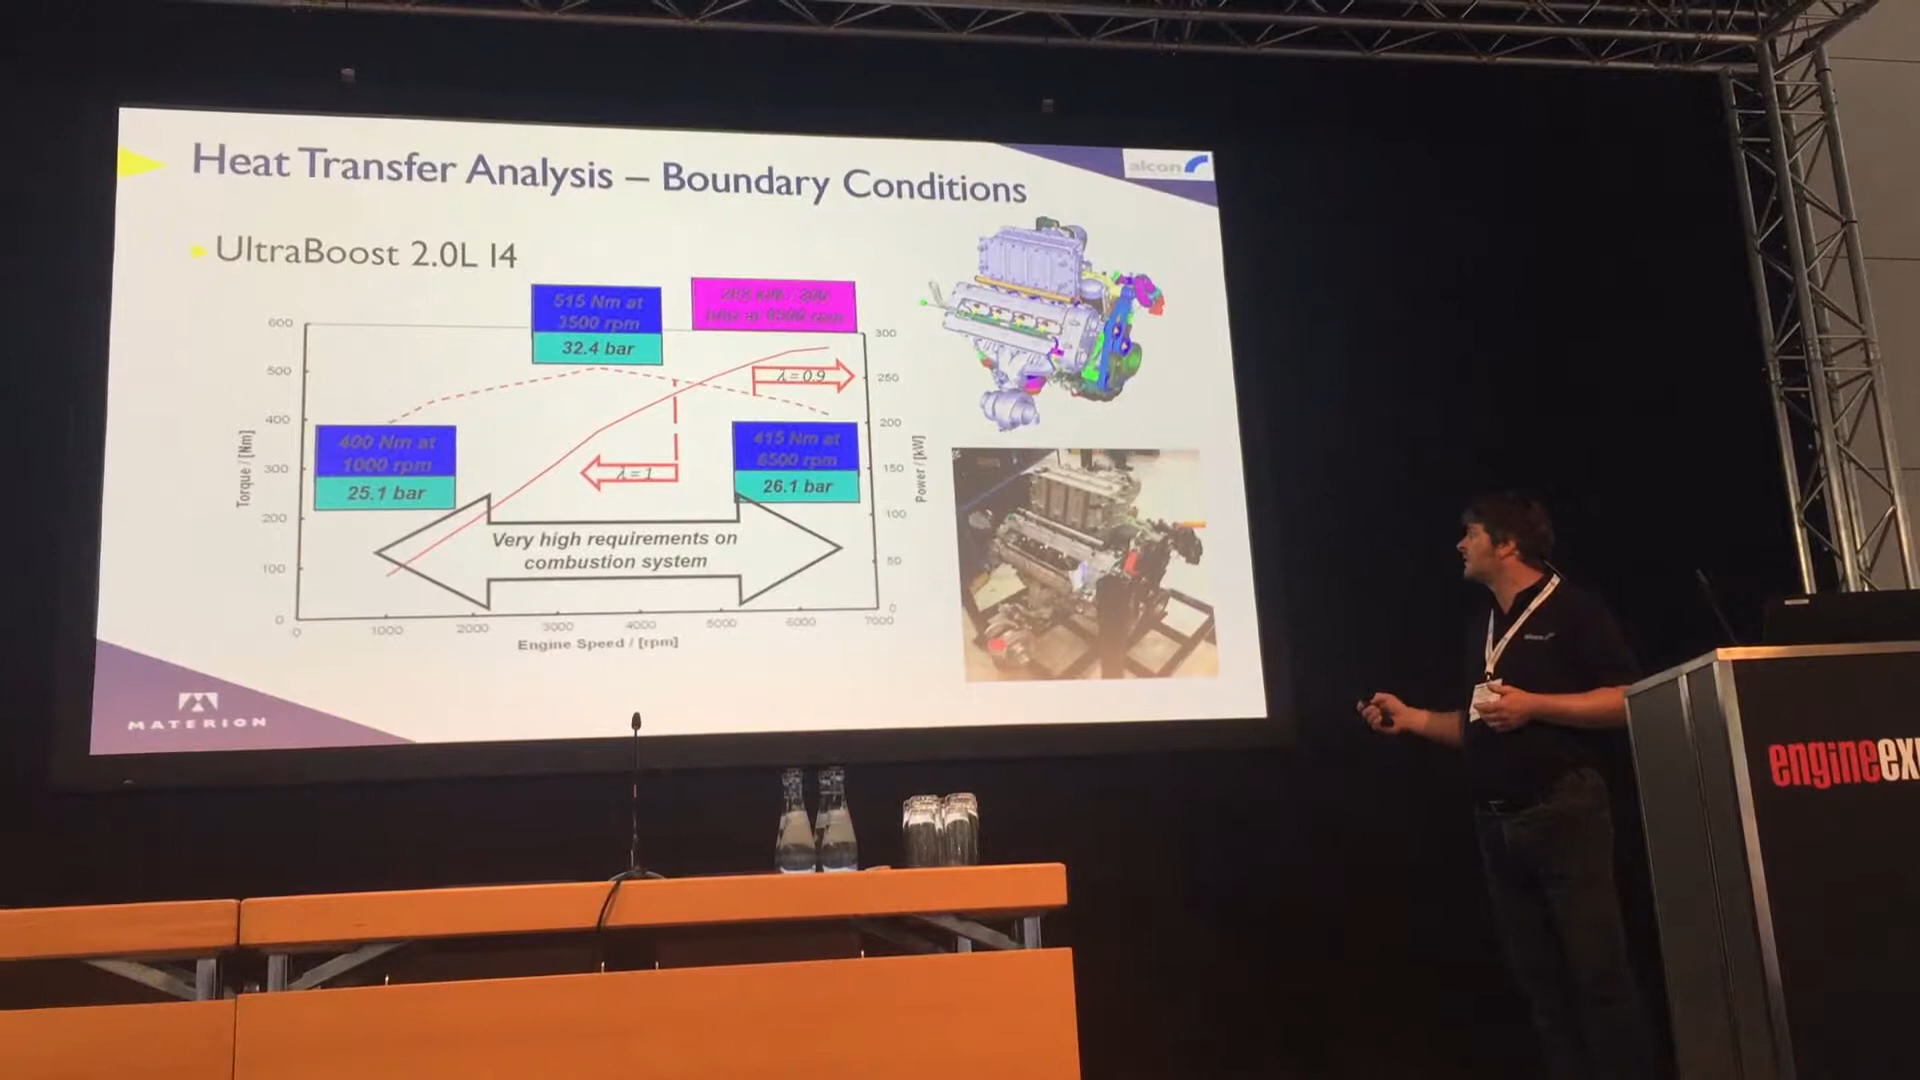 Heat Transfer Analysis – Boundary Conditions
alcon
UltraBoost 2.0L I4
515 Nm at
3500 rpm
32.4 bar
600
500
400
300
200
100
0
Torque / [Nm]
300
250
200
150
100
50
0
Power / [kW]
λ = 0.9
400 Nm at
1000 rpm
25.1 bar
λ = 1
415 Nm at
6500 rpm
26.1 bar
Very high requirements on
combustion system
0
1000
2000
3000
4000
5000
6000
7000
Engine Speed / [rpm]
MATERION
alcon
engineex